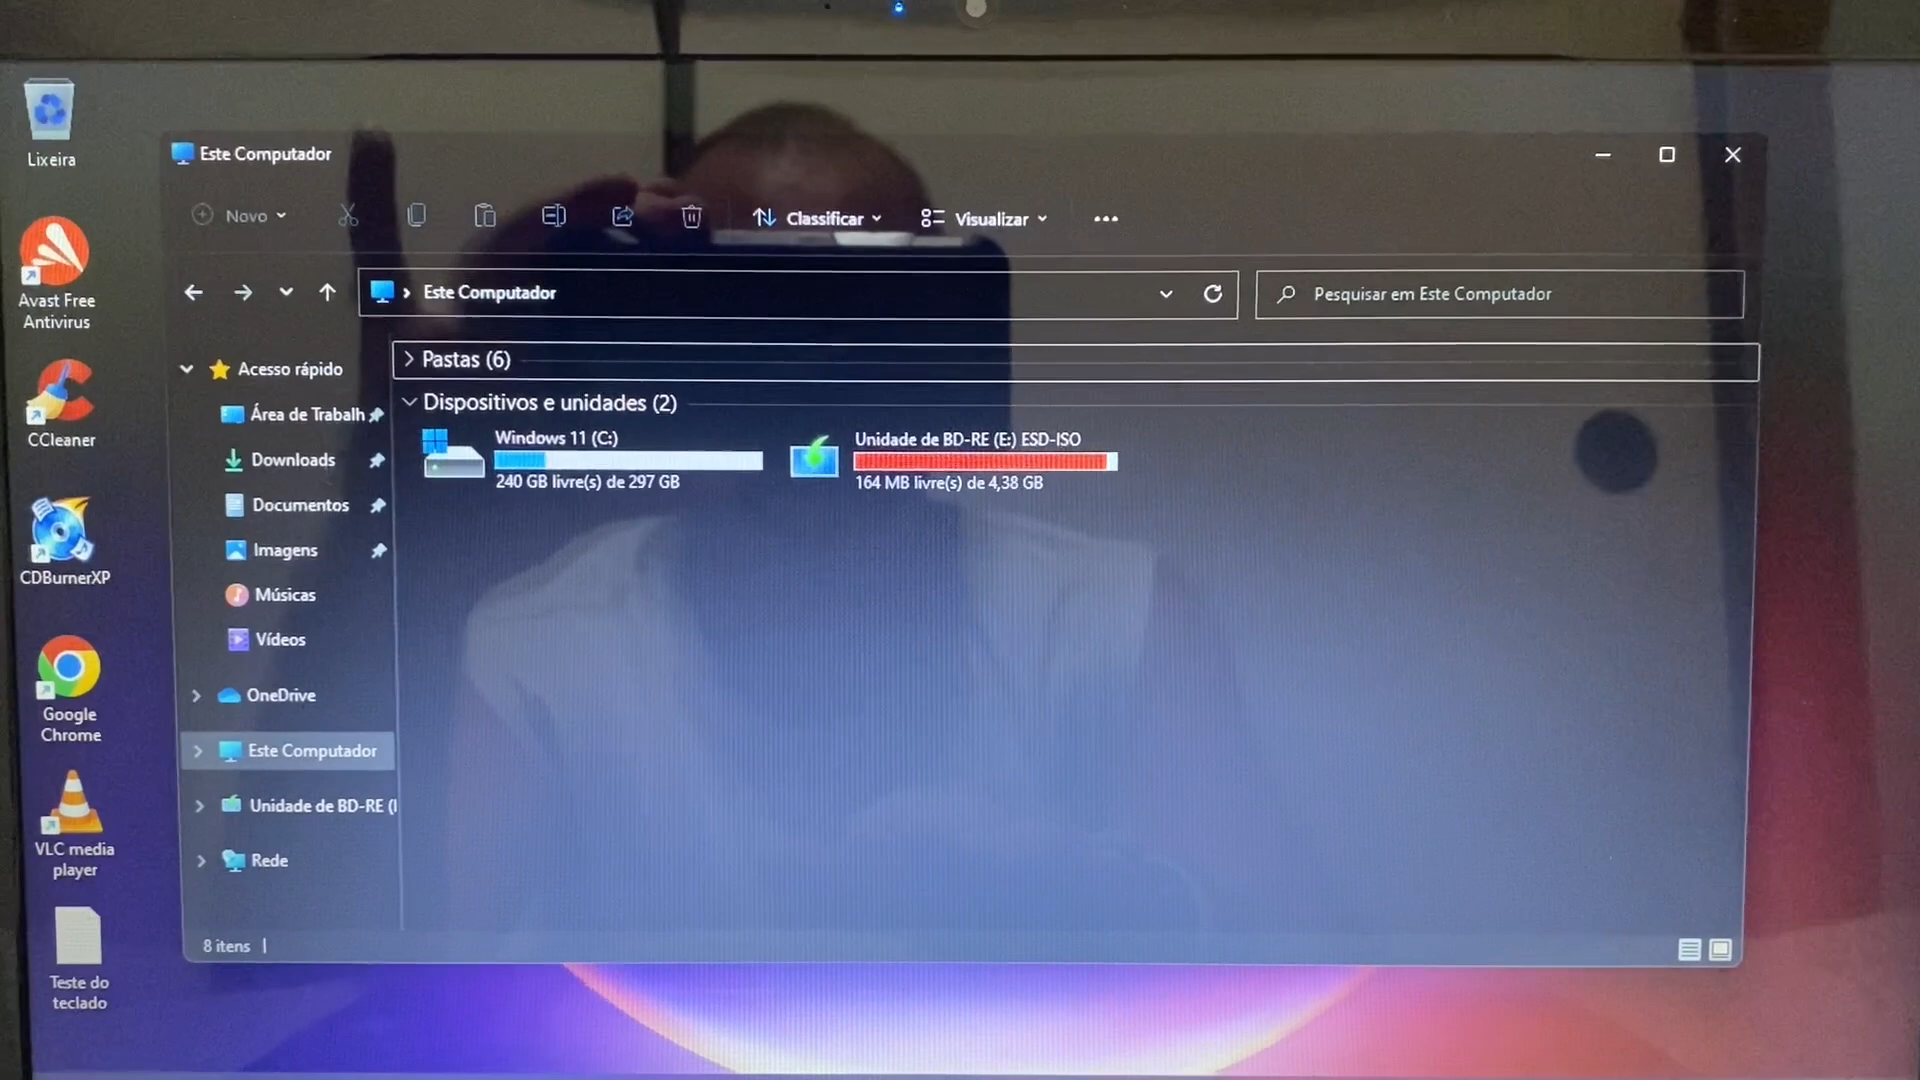 Lixeira
Avast Free
Antivirus
CCleaner
CDBurnerXP
Google
Chrome
VLC media
player
Teste do
teclado
Este Computador
Novo
Classificar
Visualizar
Este Computador
Pesquisar em Este Computador
Acesso rápido
Área de Trabalh
Downloads
Documentos
Imagens
Músicas
Vídeos
OneDrive
Este Computador
Unidade de BD-RE (
Rede
Pastas (6)
Dispositivos e unidades (2)
Windows 11 (C:)
240 GB livre(s) de 297 GB
Unidade de BD-RE (E:) ESD-ISO
164 MB livre(s) de 4,38 GB
8 itens